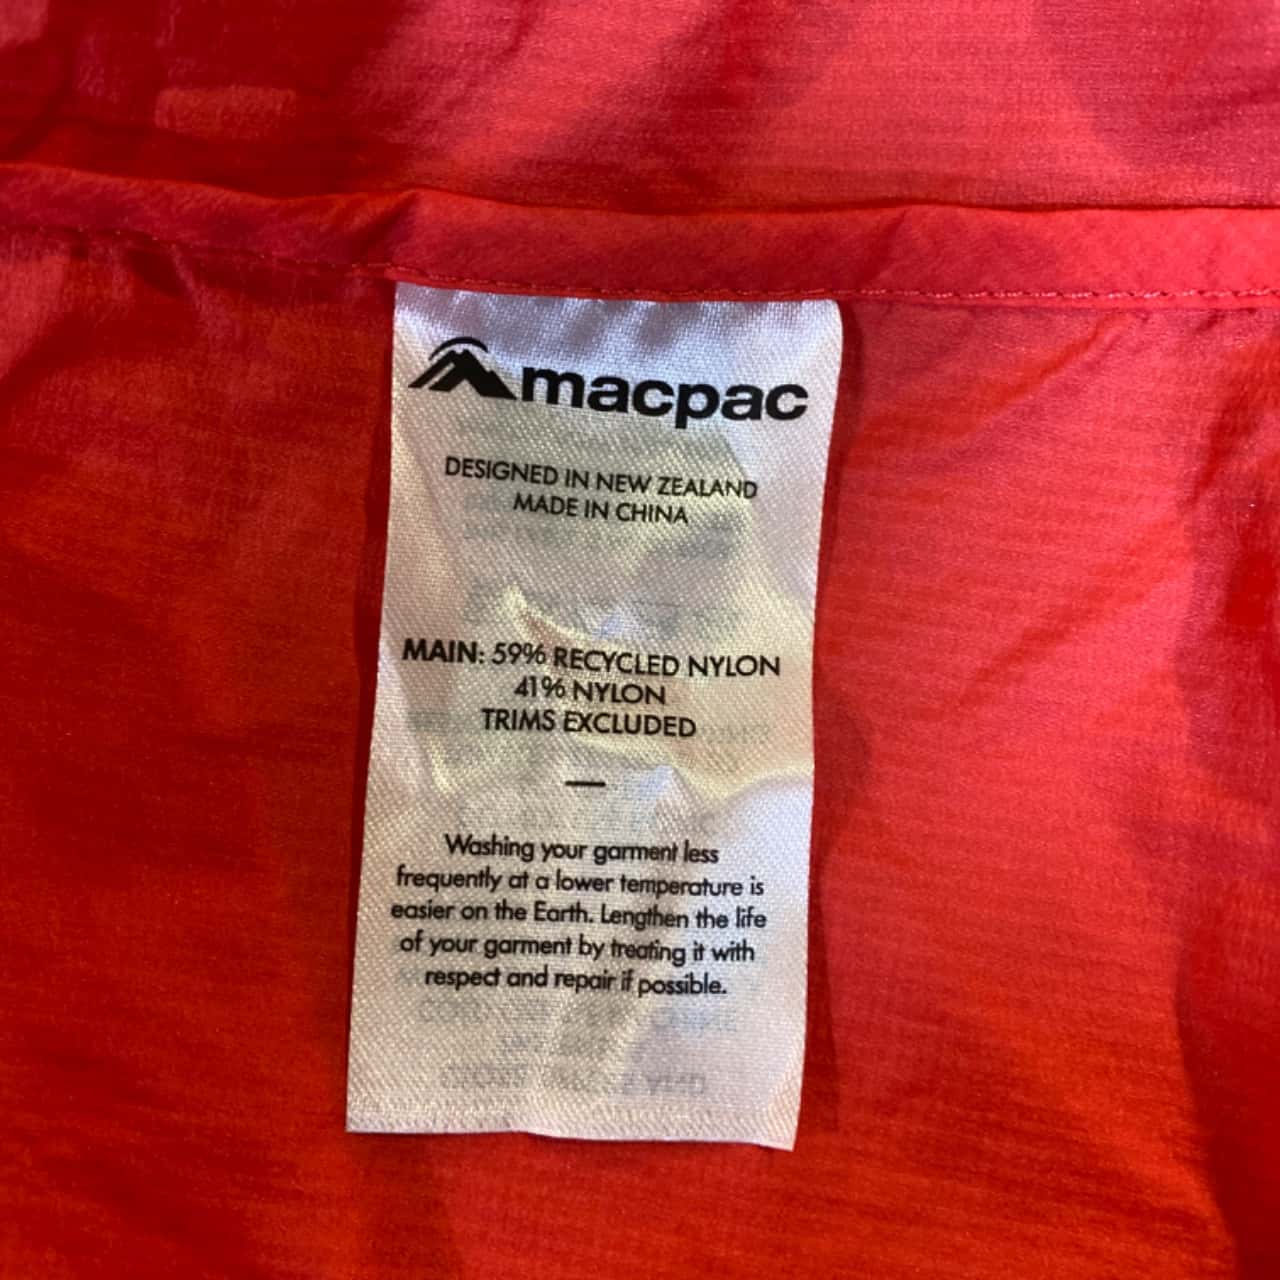 macpac
DESIGNED IN NEW ZEALAND
MADE IN CHINA
MAIN: 59% RECYCLED NYLON
41% NYLON
TRIMS EXCLUDED
—
Washing your garment less
frequently at a lower temperature is
easier on the Earth. Lengthen the life
of your garment by treating it with
respect and repair if possible.